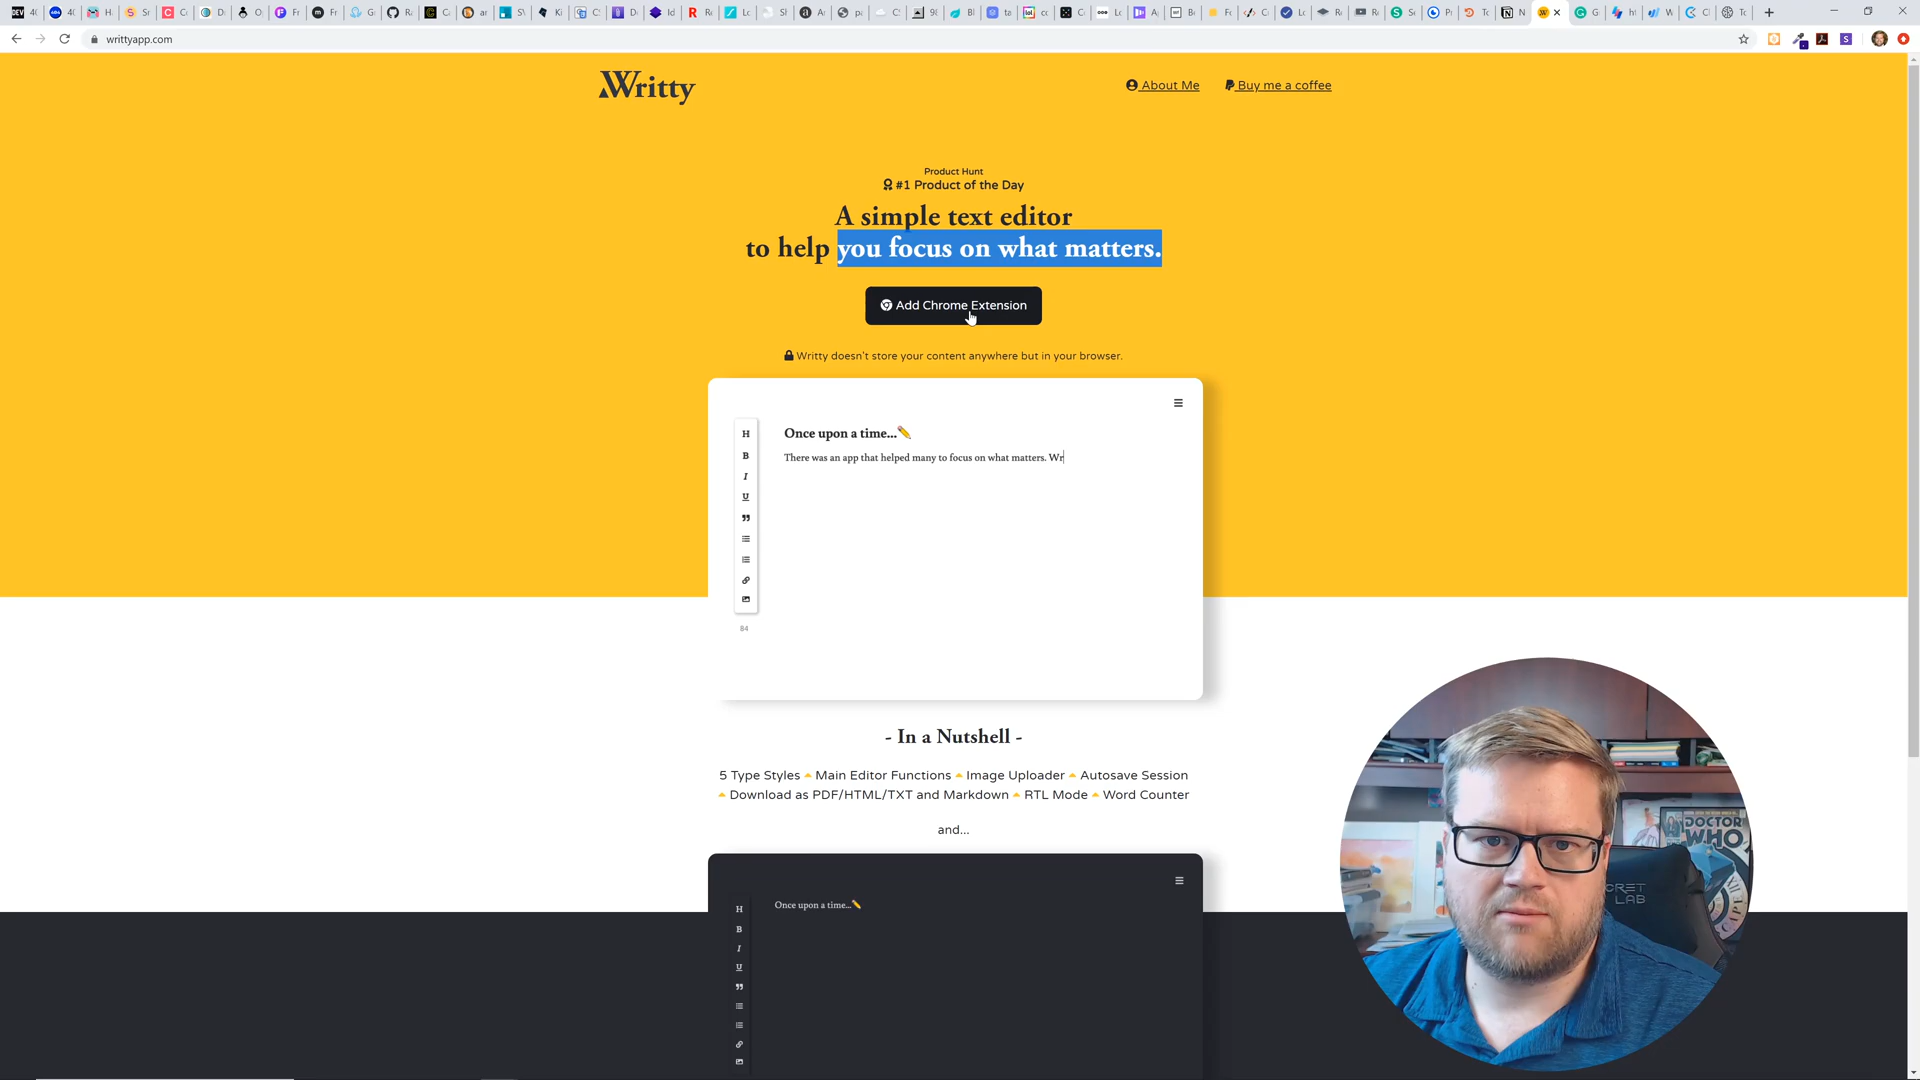 writtyapp.com
Writty
About Me
Buy me a coffee
Product Hunt
#1 Product of the Day
A simple text editor
to help you focus on what matters.
Add Chrome Extension
Writty doesn't store your content anywhere but in your browser.
Once upon a time...✏️
There was an app that helped many to focus on what matters. Wr
H
B
I
U
84
- In a Nutshell -
5 Type Styles Main Editor Functions Image Uploader Autosave Session
Download as PDF/HTML/TXT and Markdown RTL Mode Word Counter
and...
Once upon a time...✏️
H
B
I
U
DOCTOR
WHO
LAB